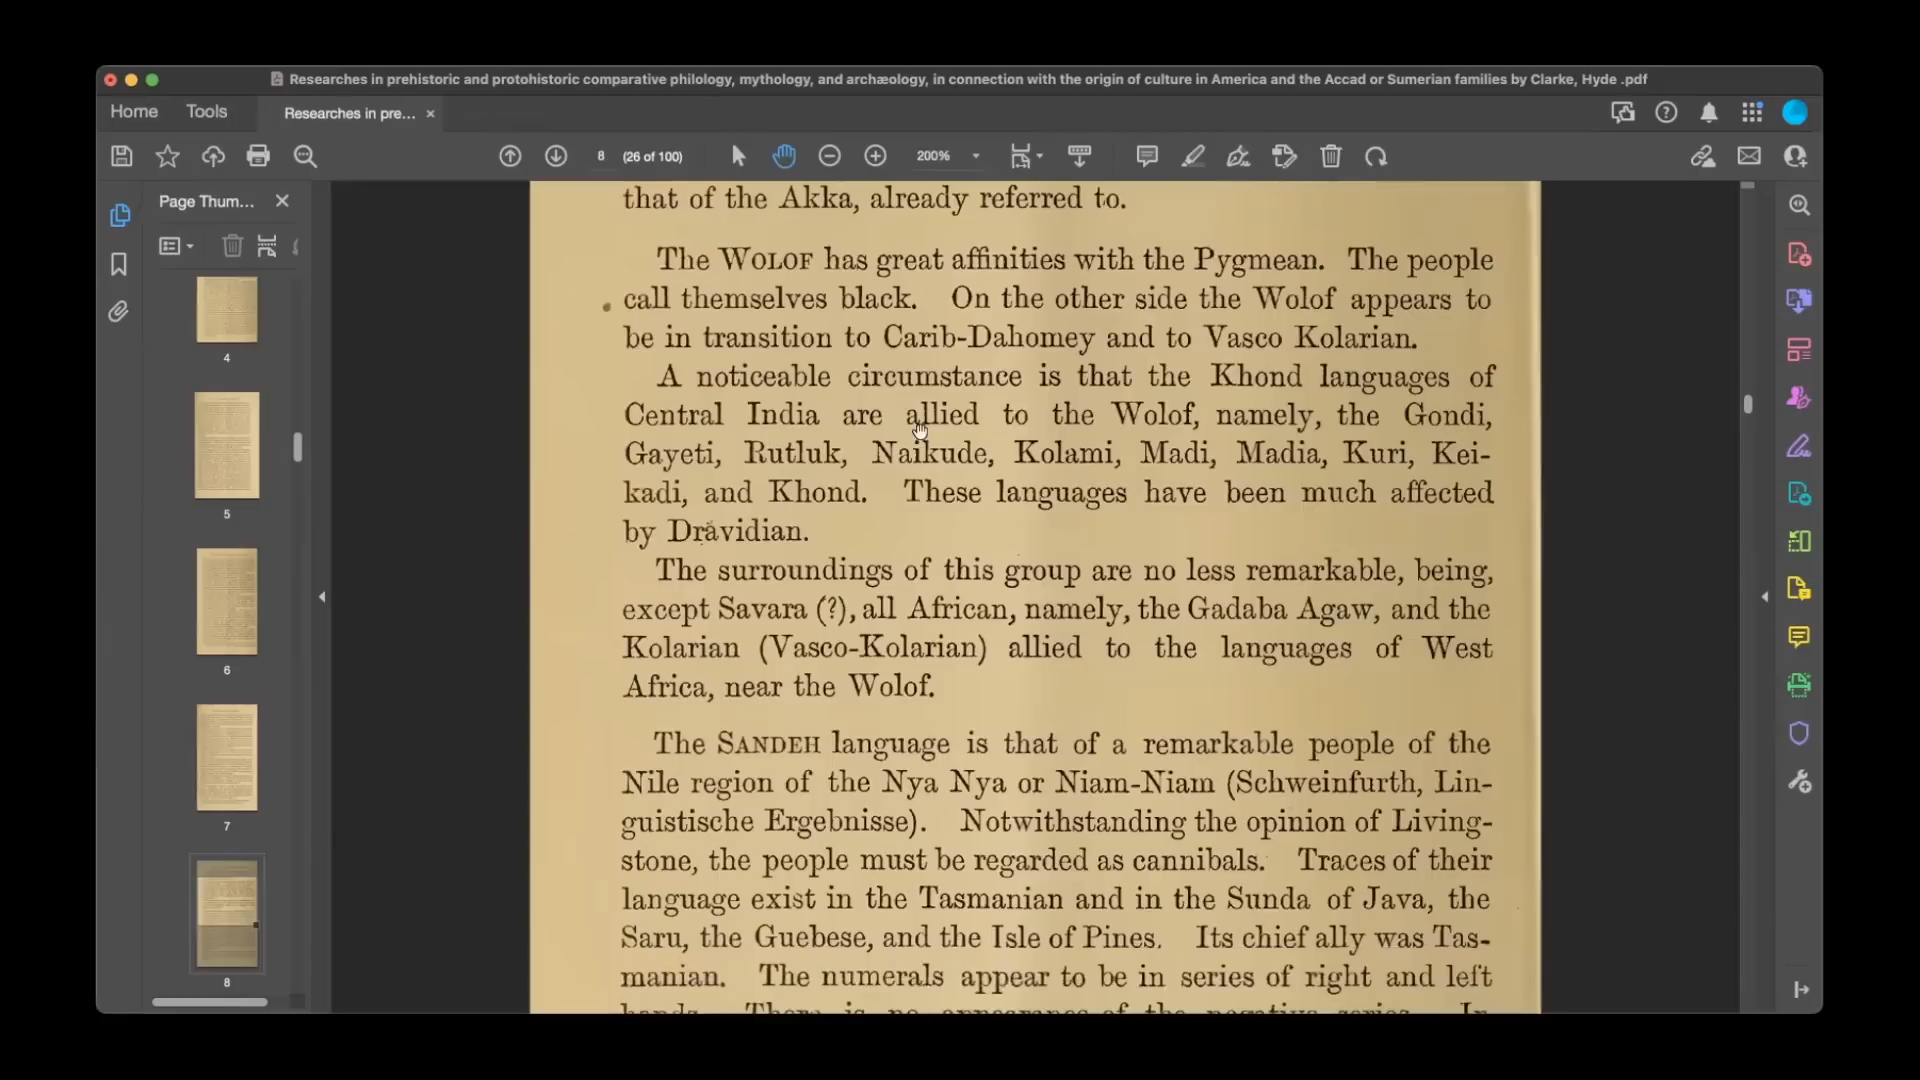 Researches in prehistoric and protohistoric comparative philology, mythology, and archæology, in connection with the origin of culture in America and the Accad or Sumerian families by Clarke, Hyde .pdf
Home Tools Researches in pre... ×
8 (26 of 100) 200%
Page Thum...
4
5
6
7
8
that of the Akka, already referred to.
The WOLOF has great affinities with the Pygmean. The people
call themselves black. On the other side the Wolof appears to
be in transition to Carib-Dahomey and to Vasco Kolarian.
A noticeable circumstance is that the Khond languages of
Central India are allied to the Wolof, namely, the Gondi,
Gayeti, Rutluk, Naikude, Kolami, Madi, Madia, Kuri, Kei-
kadi, and Khond. These languages have been much affected
by Dravidian.
The surroundings of this group are no less remarkable, being,
except Savara (?), all African, namely, the Gadaba Agaw, and the
Kolarian (Vasco-Kolarian) allied to the languages of West
Africa, near the Wolof.
The SANDEH language is that of a remarkable people of the
Nile region of the Nya Nya or Niam-Niam (Schweinfurth, Lin-
guistische Ergebnisse). Notwithstanding the opinion of Living-
stone, the people must be regarded as cannibals. Traces of their
language exist in the Tasmanian and in the Sunda of Java, the
Saru, the Guebese, and the Isle of Pines. Its chief ally was Tas-
manian. The numerals appear to be in series of right and left